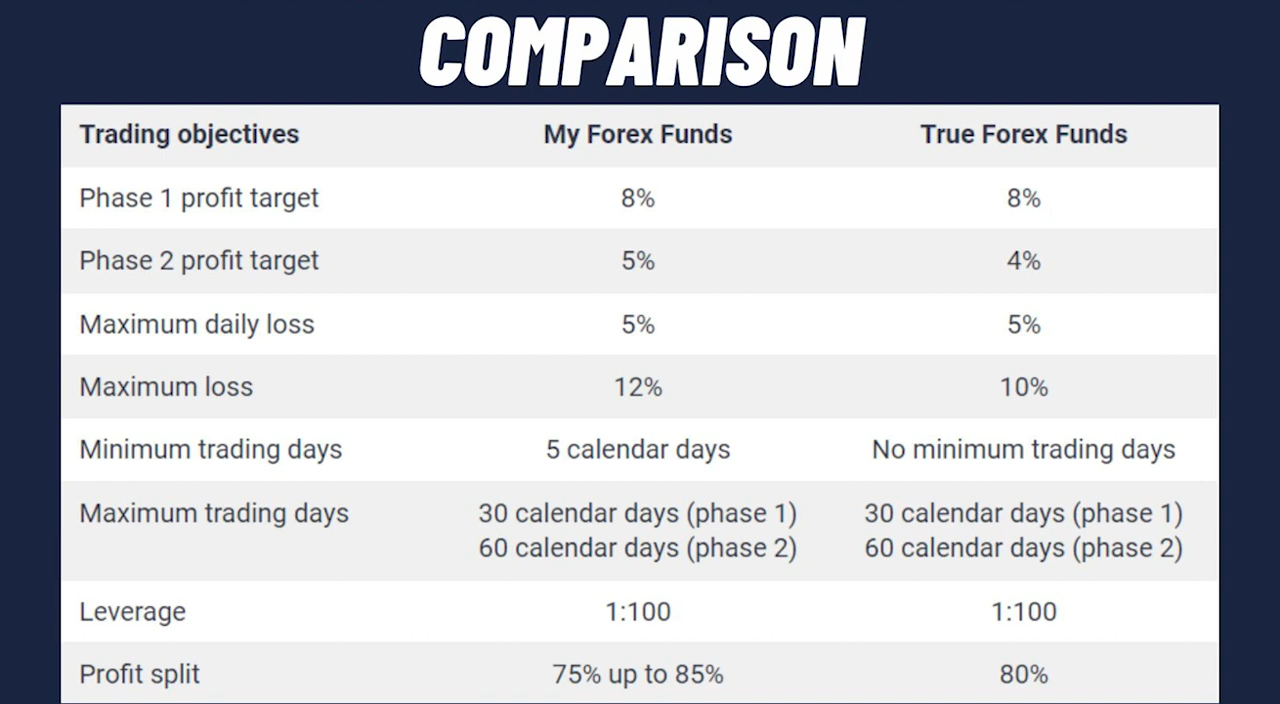 COMPARISON
Trading objectives My Forex Funds True Forex Funds
Phase 1 profit target 8% 8%
Phase 2 profit target 5% 4%
Maximum daily loss 5% 5%
Maximum loss 12% 10%
Minimum trading days 5 calendar days No minimum trading days
Maximum trading days 30 calendar days (phase 1) 30 calendar days (phase 1)
60 calendar days (phase 2) 60 calendar days (phase 2)
Leverage 1:100 1:100
Profit split 75% up to 85% 80%